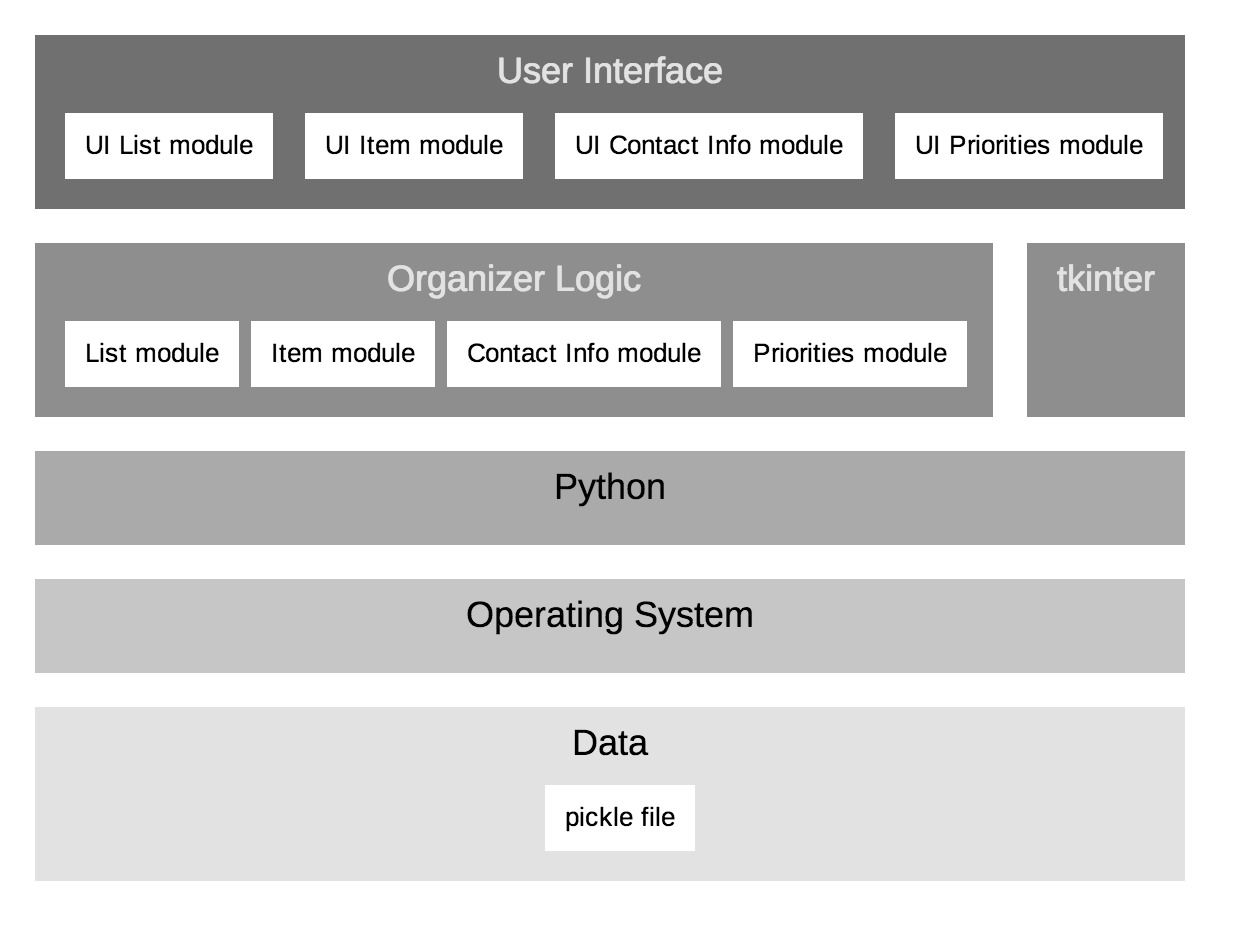 User Interface
UI List module
UI Item module
UI Contact Info module
UI Priorities module
Organizer Logic
List module
Item module
Contact Info module
Priorities module
tkinter
Python
Operating System
Data
pickle file